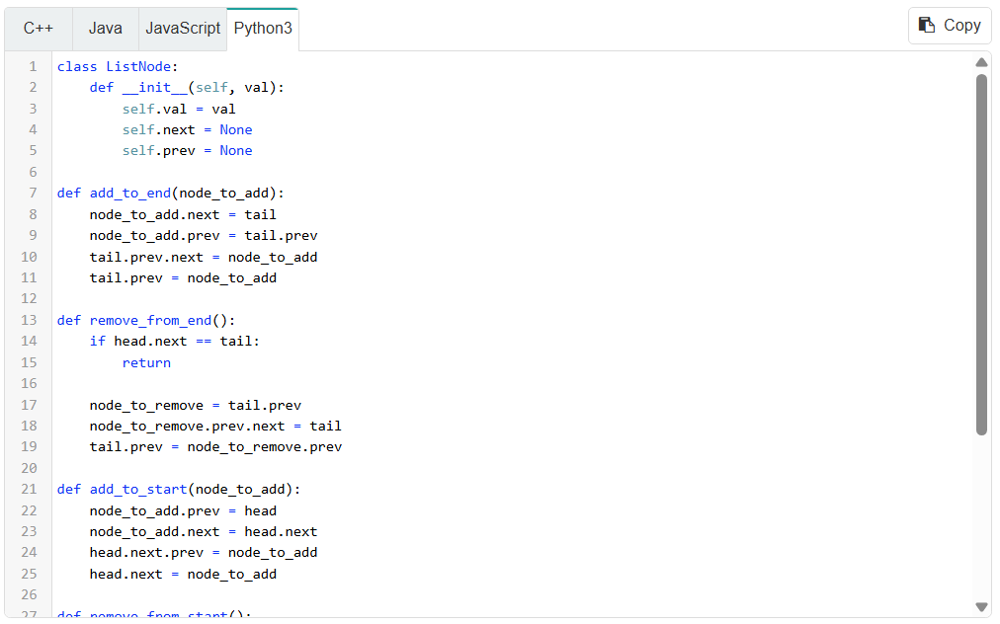 C++ Java JavaScript Python3 Copy
1 class ListNode:
2     def __init__(self, val):
3         self.val = val
4         self.next = None
5         self.prev = None
6
7 def add_to_end(node_to_add):
8     node_to_add.next = tail
9     node_to_add.prev = tail.prev
10     tail.prev.next = node_to_add
11     tail.prev = node_to_add
12
13 def remove_from_end():
14     if head.next == tail:
15         return
16
17     node_to_remove = tail.prev
18     node_to_remove.prev.next = tail
19     tail.prev = node_to_remove.prev
20
21 def add_to_start(node_to_add):
22     node_to_add.prev = head
23     node_to_add.next = head.next
24     head.next.prev = node_to_add
25     head.next = node_to_add
26
27 def remove_from_start():